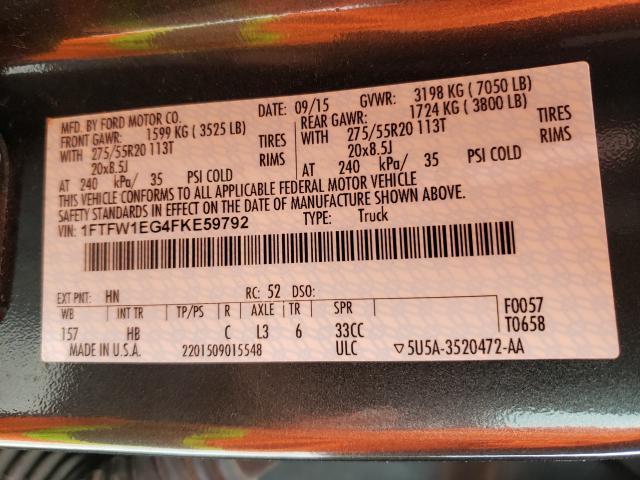 MFD. BY FORD MOTOR CO.
DATE: 09/15 GVWR: 3198 KG ( 7050 LB)
FRONT GAWR: 1599 KG ( 3525 LB)
REAR GAWR: 1724 KG ( 3800 LB)
WITH 275/55R20 113T TIRES
WITH 275/55R20 113T TIRES
20x8.5J RIMS
20x8.5J RIMS
AT 240 kPa/ 35 PSI COLD
AT 240 kPa/ 35 PSI COLD
THIS VEHICLE CONFORMS TO ALL APPLICABLE FEDERAL MOTOR VEHICLE
SAFETY STANDARDS IN EFFECT ON THE DATE OF MANUFACTURE SHOWN ABOVE.
VIN: 1FTFW1EG4FKE59792 TYPE: Truck
EXT PNT: HN RC: 52 DSO:
WB INT TR TP/PS R AXLE TR SPR F0057
157 HB C L3 6 33CC T0658
MADE IN U.S.A. 2201509015548 ULC ▽5U5A-3520472-AA